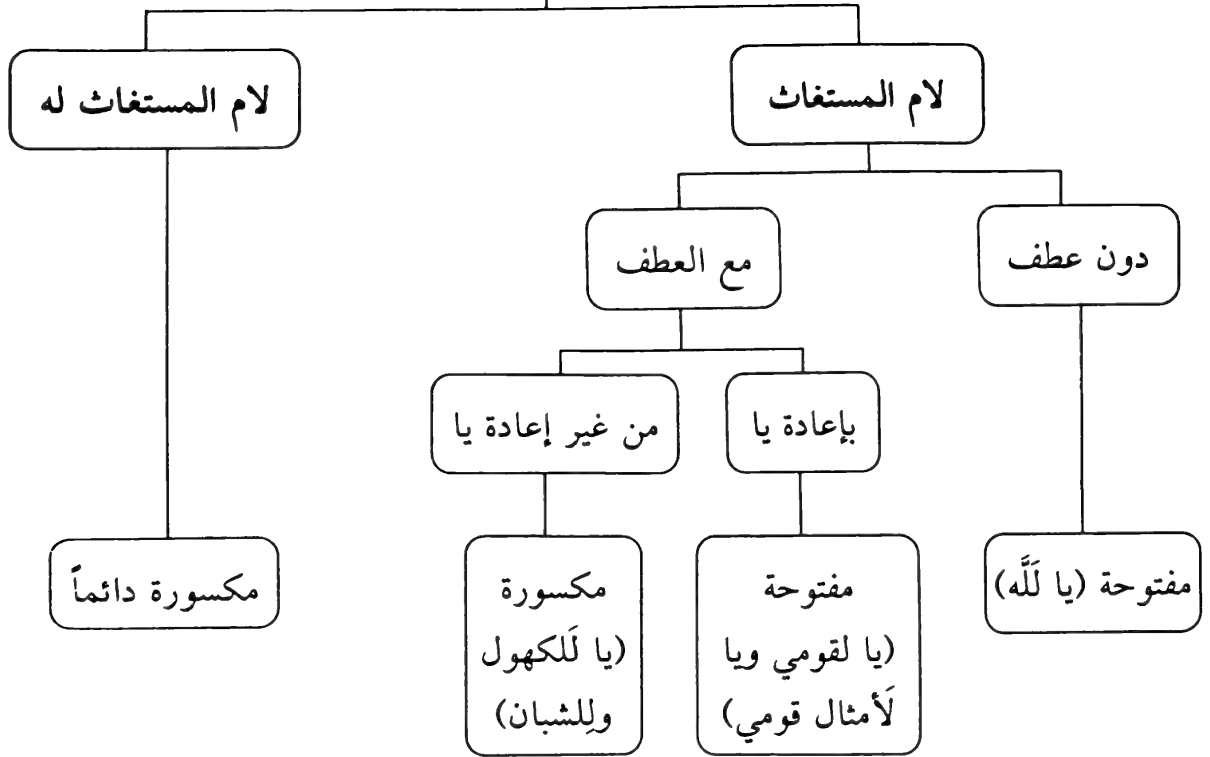 لام المستغاث
لام المستغاث له
دون عطف
مع العطف
بإعادة يا
من غير إعادة يا
مفتوحة (يا لَلَّه)
مفتوحة
(يا لقومي ويا
لَأمثال قومي)
مكسورة
(يا لَلكهول
ولِلشبان)
مكسورة دائماً